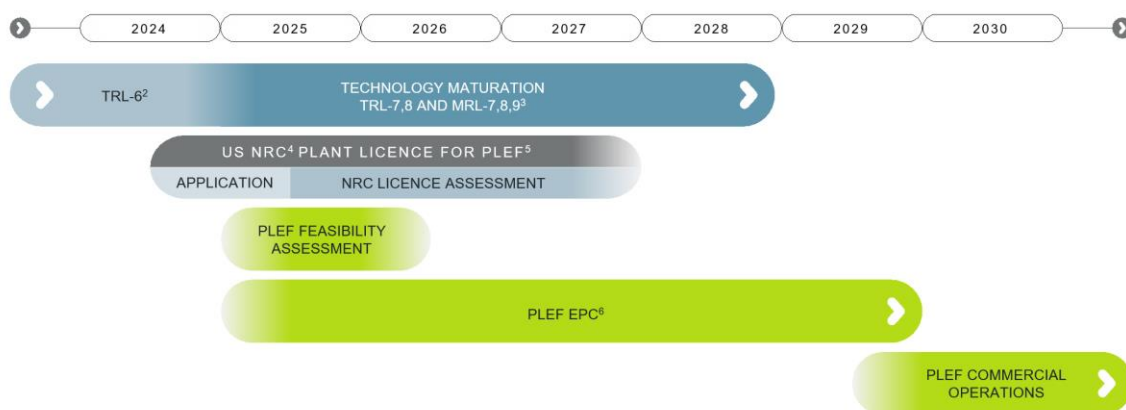 2024 2025 2026 2027 2028 2029 2030
TRL-6²
TECHNOLOGY MATURATION
TRL-7,8 AND MRL-7,8,9³
US NRC⁴ PLANT LICENCE FOR PLEF⁵
APPLICATION NRC LICENCE ASSESSMENT
PLEF FEASIBILITY
ASSESSMENT
PLEF EPC⁶
PLEF COMMERCIAL
OPERATIONS